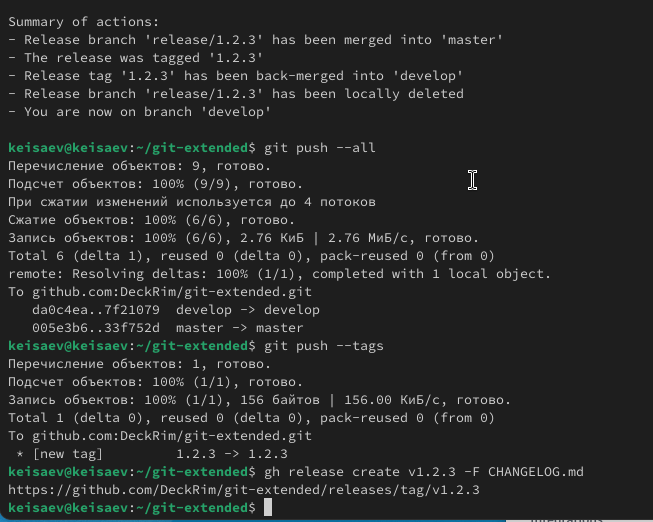 Summary of actions:
- Release branch 'release/1.2.3' has been merged into 'master'
- The release was tagged '1.2.3'
- Release tag '1.2.3' has been back-merged into 'develop'
- Release branch 'release/1.2.3' has been locally deleted
- You are now on branch 'develop'
keisaev@keisaev:~/git-extended$ git push --all
Перечисление объектов: 9, готово.
Подсчет объектов: 100% (9/9), готово.
При сжатии изменений используется до 4 потоков
Сжатие объектов: 100% (6/6), готово.
Запись объектов: 100% (6/6), 2.76 КиБ | 2.76 МиБ/с, готово.
Total 6 (delta 1), reused 0 (delta 0), pack-reused 0 (from 0)
remote: Resolving deltas: 100% (1/1), completed with 1 local object.
To github.com:DeckRim/git-extended.git
   da0c4ea..7f21079  develop -> develop
   005e3b6..33f752d  master -> master
keisaev@keisaev:~/git-extended$ git push --tags
Перечисление объектов: 1, готово.
Подсчет объектов: 100% (1/1), готово.
Запись объектов: 100% (1/1), 156 байтов | 156.00 КиБ/с, готово.
Total 1 (delta 0), reused 0 (delta 0), pack-reused 0 (from 0)
To github.com:DeckRim/git-extended.git
 * [new tag]         1.2.3 -> 1.2.3
keisaev@keisaev:~/git-extended$ gh release create v1.2.3 -F CHANGELOG.md
https://github.com/DeckRim/git-extended/releases/tag/v1.2.3
keisaev@keisaev:~/git-extended$